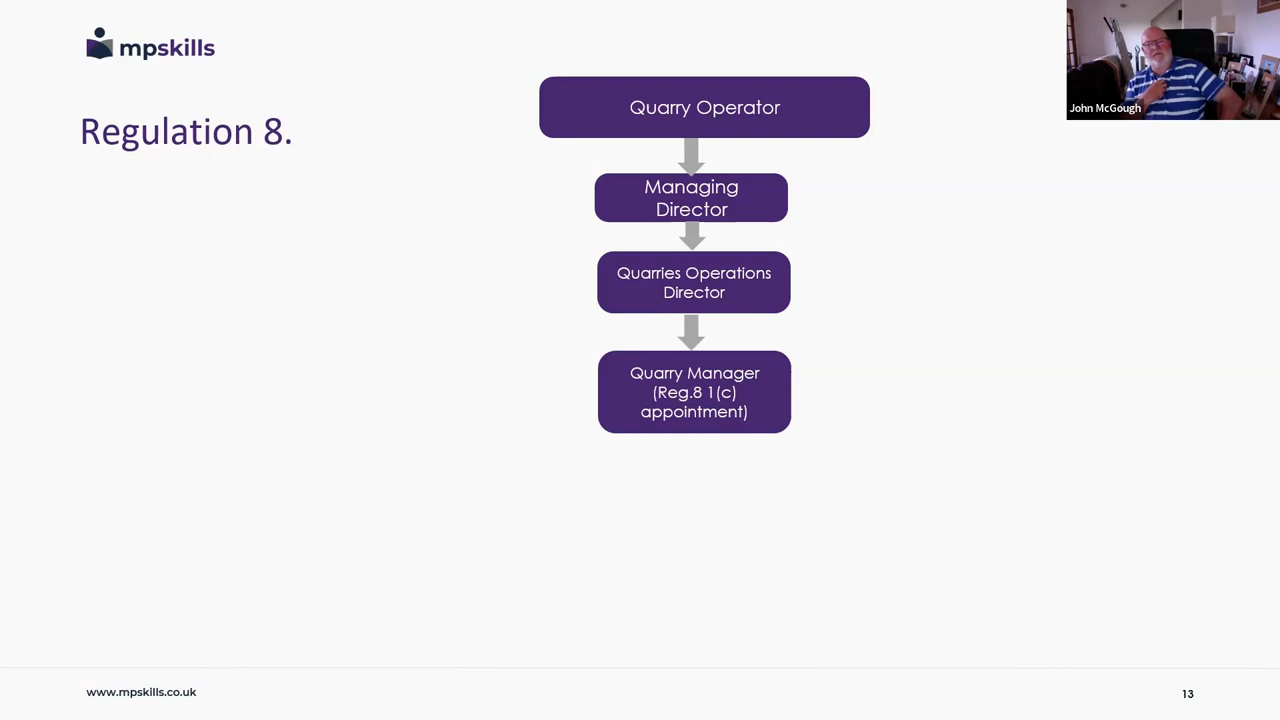 mpskills
Regulation 8.
Quarry Operator
Managing
Director
Quarries Operations
Director
Quarry Manager
(Reg.8 1(c)
appointment)
John McGough
www.mpskills.co.uk
13